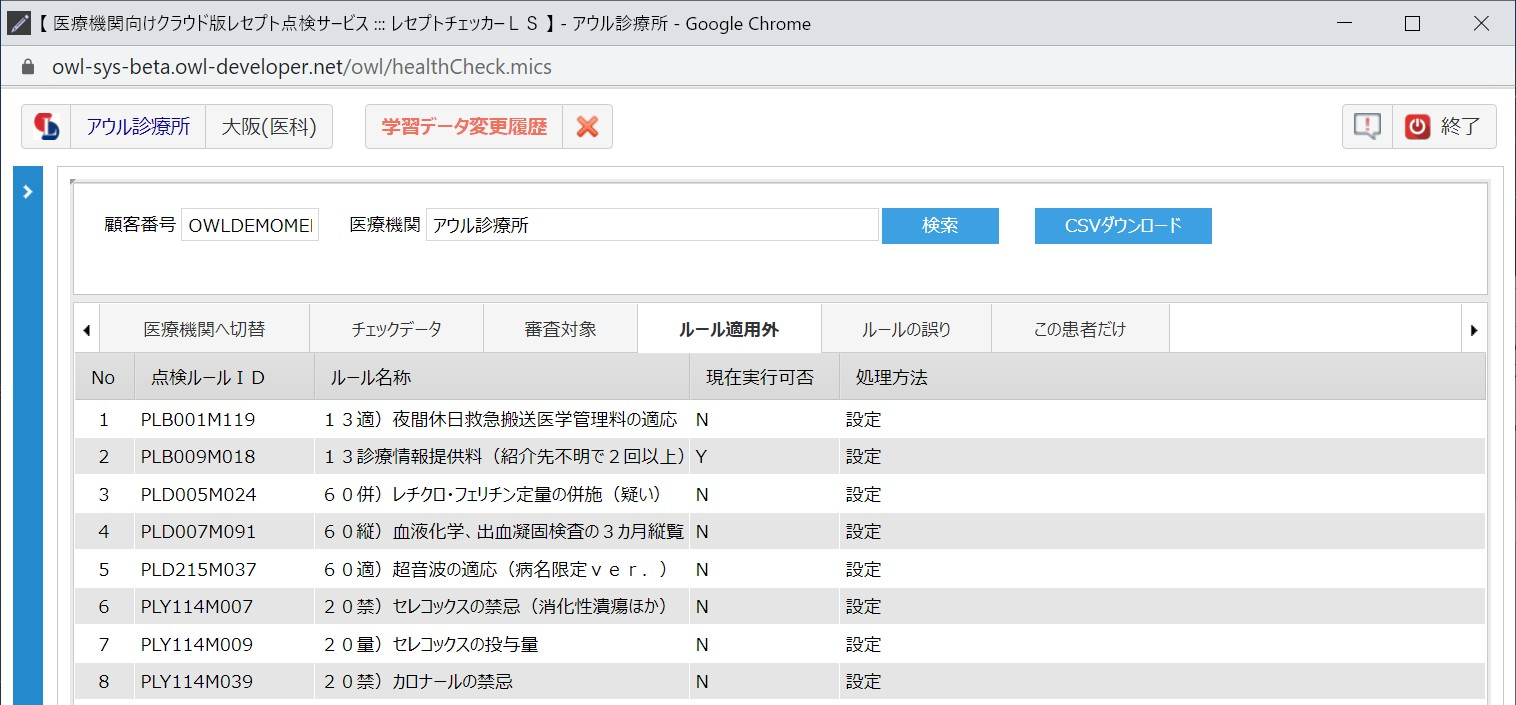 【 医療機関向けクラウド版レセプト点検サービス ::: レセプトチェッカーＬＳ 】 - アウル診療所 - Google Chrome
owl-sys-beta.owl-developer.net/owl/healthCheck.mics
アウル診療所 大阪(医科) 学習データ変更履歴 終了
顧客番号 OWLDEMOME 医療機関 アウル診療所 検索 CSVダウンロード
医療機関へ切替 チェックデータ 審査対象 ルール適用外 ルールの誤り この患者だけ
No 点検ルールＩＤ ルール名称 現在実行可否 処理方法
1 PLB001M119 １３適）夜間休日救急搬送医学管理料の適応 N 設定
2 PLB009M018 １３診療情報提供料（紹介先不明で２回以上） Y 設定
3 PLD005M024 ６０併）レチクロ・フェリチン定量の併施（疑い） N 設定
4 PLD007M091 ６０縦）血液化学、出血凝固検査の３カ月縦覧 N 設定
5 PLD215M037 ６０適）超音波の適応（病名限定ｖｅｒ．） N 設定
6 PLY114M007 ２０禁）セレコックスの禁忌（消化性潰瘍ほか） N 設定
7 PLY114M009 ２０量）セレコックスの投与量 N 設定
8 PLY114M039 ２０禁）カロナールの禁忌 N 設定